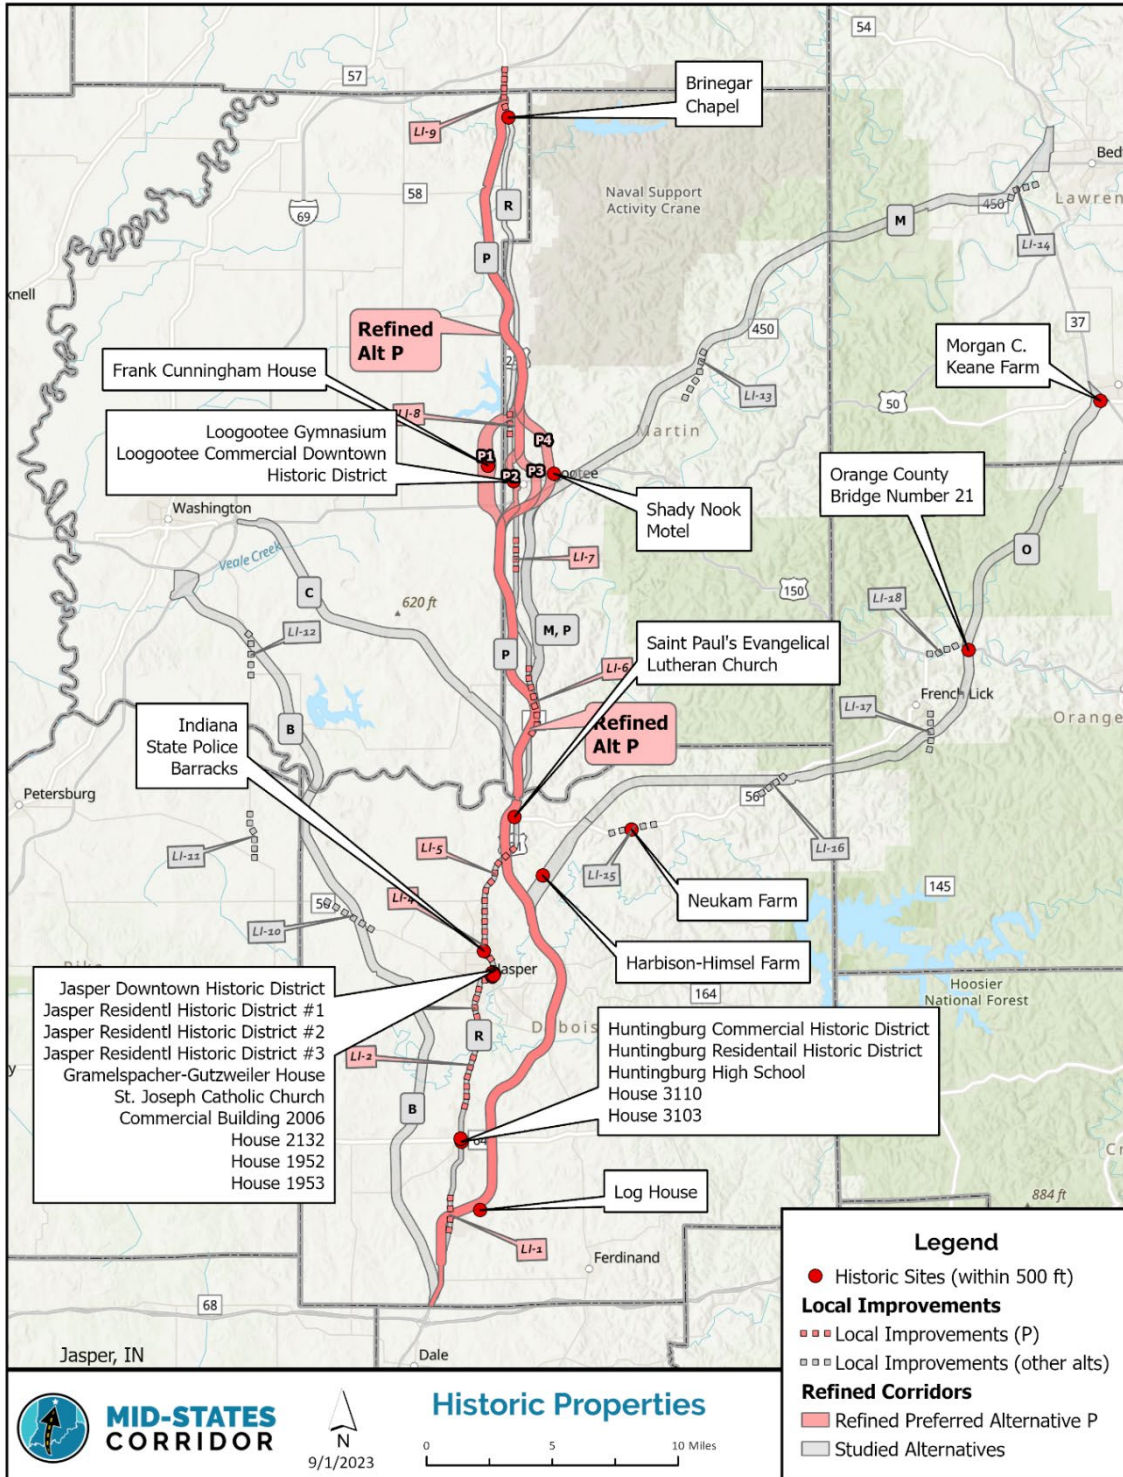 54
57
Brinegar
Chapel
LI-9
Bed
58
R
Naval Support
Activity Crane
69
450
Lawren
M
LI-14
P
knell
37
450
Refined
Alt P
Morgan C.
Keane Farm
Frank Cunningham House
50
LI-13
LI-8
Martin
Loogootee Gymnasium
Loogootee Commercial Downtown
Historic District
P4
P1
P2
P3
ootee
Orange County
Bridge Number 21
Shady Nook
Motel
Washington
Veale Creek
O
LI-7
C
150
620 ft
LI-18
LI-12
M, P
Saint Paul's Evangelical
Lutheran Church
P
LI-6
French Lick
LI-17
Orange
Refined
Alt P
Indiana
State Police
Barracks
B
Petersburg
56
LI-5
LI-11
LI-16
LI-15
145
56
LI-4
Neukam Farm
LI-10
Harbison-Himsel Farm
Pike
Jasper
Jasper Downtown Historic District
Jasper Residentl Historic District #1
Jasper Residentl Historic District #2
Jasper Residentl Historic District #3
Gramelspacher-Gutzweiler House
St. Joseph Catholic Church
Commercial Building 2006
House 2132
House 1952
House 1953
164
Hoosier
National Forest
Dubois
R
Huntingburg Commercial Historic District
Huntingburg Residentail Historic District
Huntingburg High School
House 3110
House 3103
LI-2
B
64
Log House
884 ft
LI-1
Ferdinand
68
Jasper, IN
Dale
Legend
Historic Sites (within 500 ft)
Local Improvements
Local Improvements (P)
Local Improvements (other alts)
Refined Corridors
Refined Preferred Alternative P
Studied Alternatives
MID-STATES
CORRIDOR
N
9/1/2023
Historic Properties
0 5 10 Miles